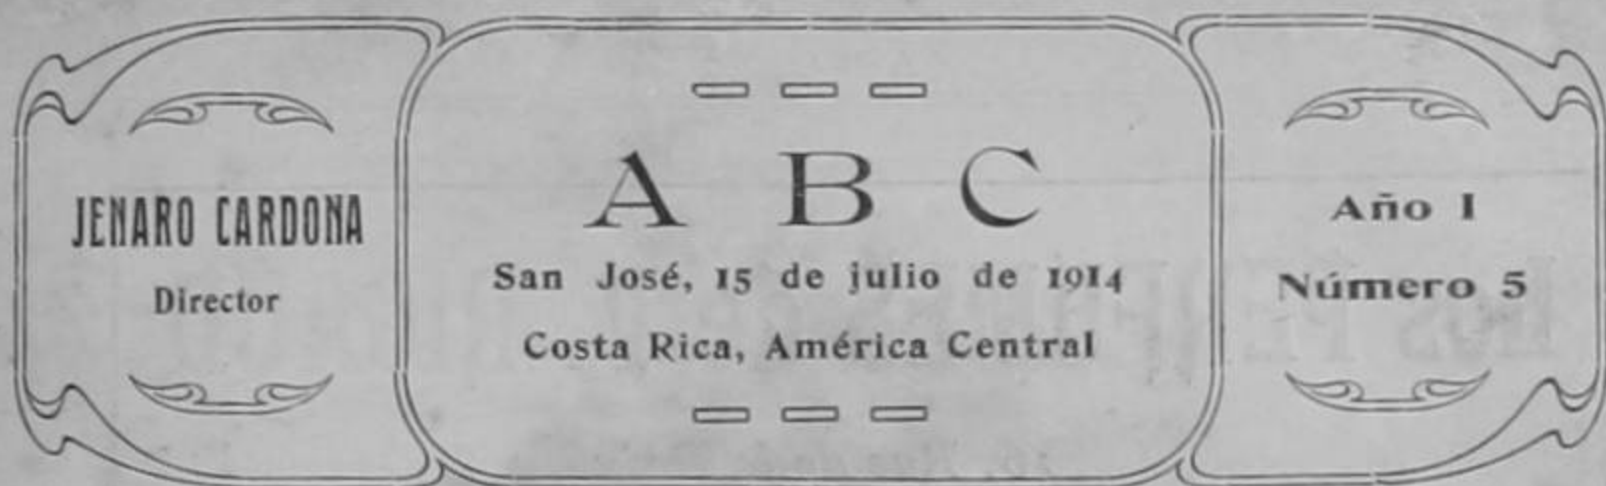 JENARO CARDONA
Director
A B C
San José, 15 de julio de 1914
Costa Rica, América Central
Año I
Número 5